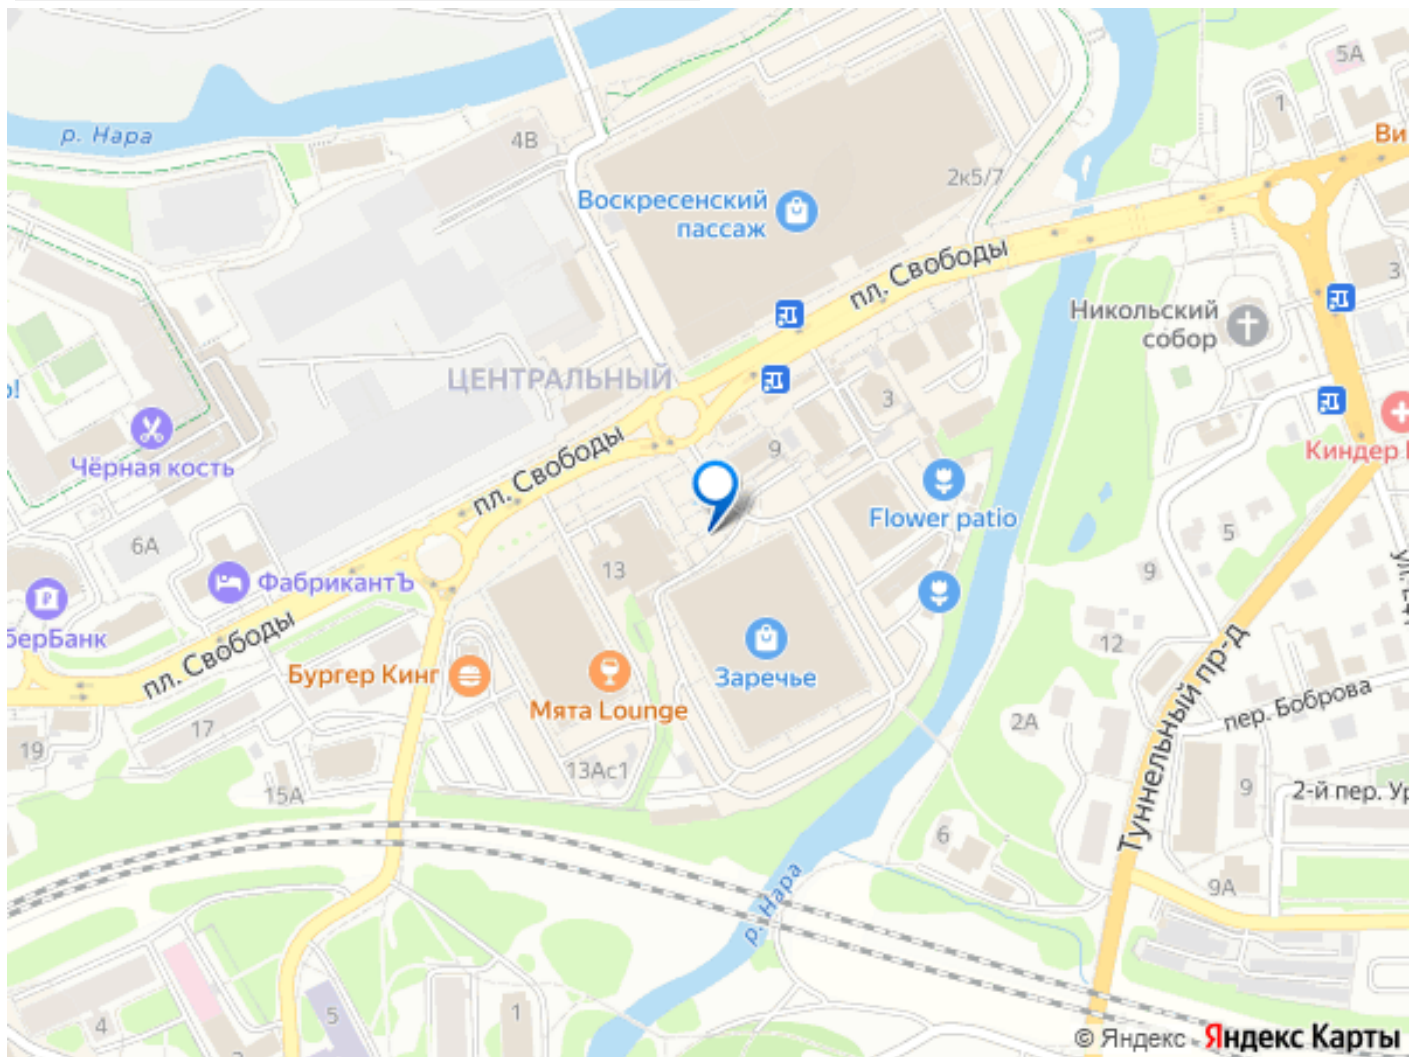 5А
р. Нара
4В
1
Ви
2к5/7
Воскресенский
пассаж
пл. Свободы
3
Никольский
собор
ЦЕНТРАЛЬНЫЙ
о!
3
Киндер
Чёрная кость
пл. Свободы
9
Flower patio
6А
5
13
9
ФабрикантЪ
берБанк
12
пл. Свободы
Бургер Кинг
Заречье
Туннельный пр-д
Мята Lounge
пер. Боброва
2А
17
19
13Ас1
15А
9
2-й пер. Ур
6
9А
р. Нара
4
5
1
© Яндекс - Яндекс Карты